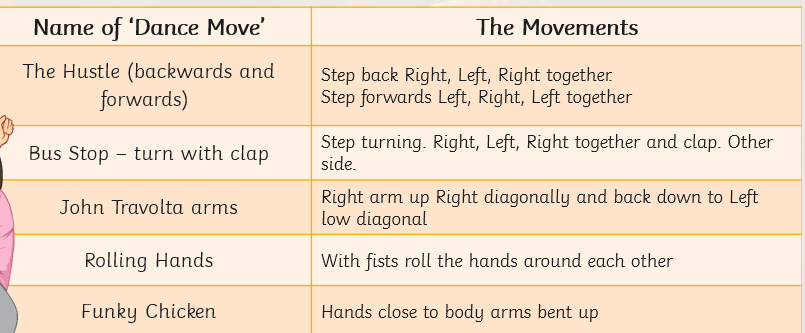 Name of ‘Dance Move’
The Movements
The Hustle (backwards and
forwards)
Step back Right, Left, Right together.
Step forwards Left, Right, Left together
Bus Stop – turn with clap
Step turning. Right, Left, Right together and clap. Other
side.
John Travolta arms
Right arm up Right diagonally and back down to Left
low diagonal
Rolling Hands
With fists roll the hands around each other
Funky Chicken
Hands close to body arms bent up